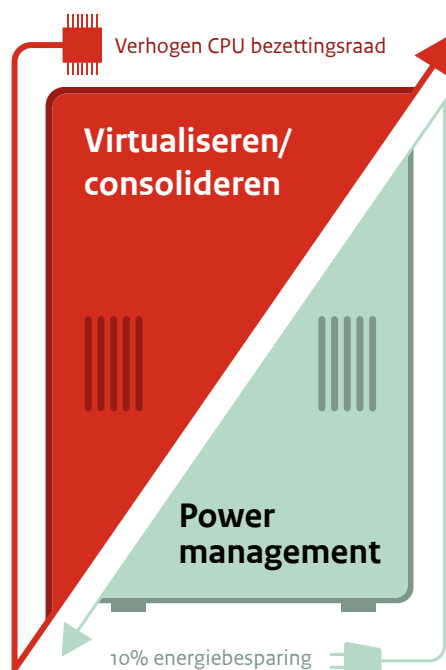 Verhogen CPU bezettingsraad
Virtualiseren/
consolideren
Power
management
10% energiebesparing